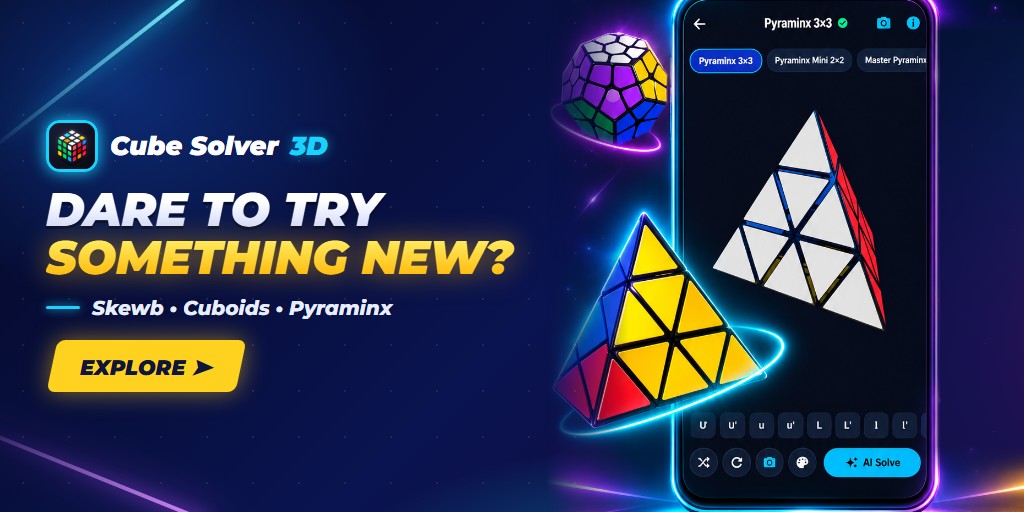 Cube Solver 3D
DARE TO TRY
SOMETHING NEW?
Skewb • Cuboids • Pyraminx
EXPLORE ➤
Pyraminx 3×3
Pyraminx 3×3 Pyraminx Mini 2×2 Master Pyraminx
U U' u u' L L' l l'
AI Solve